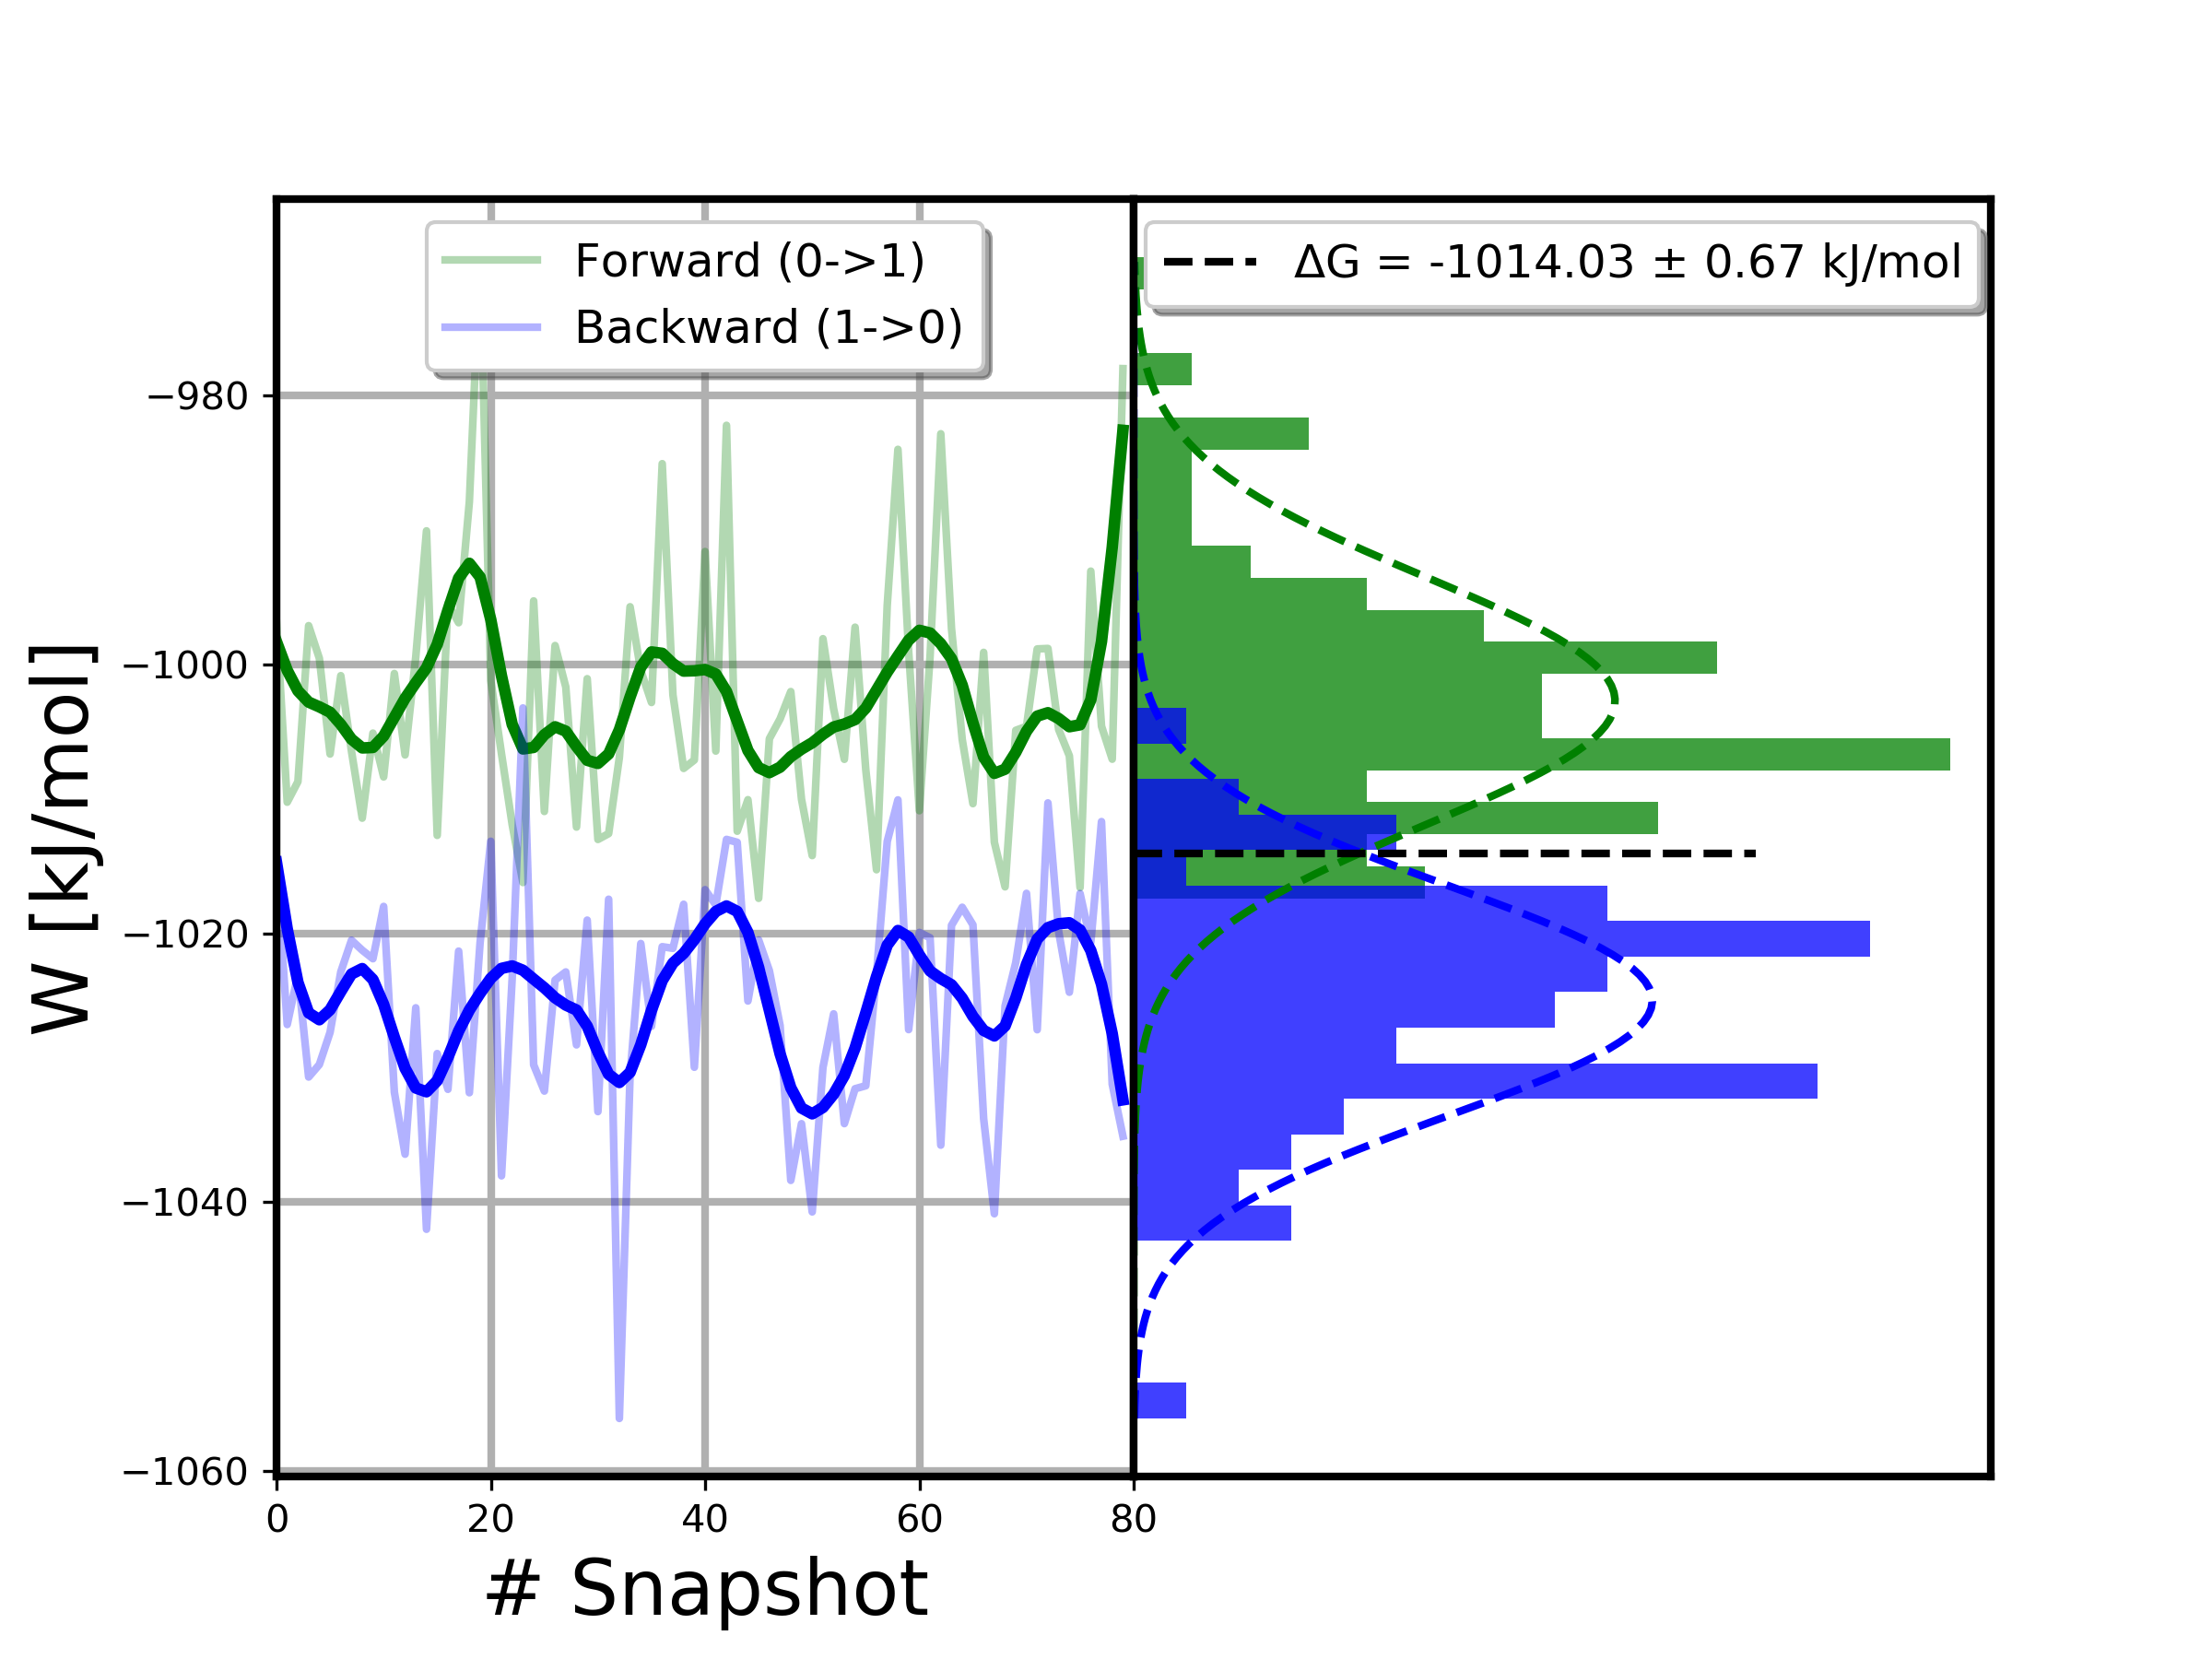 Forward (0->1)
Backward (1->0)
ΔG = -1014.03 ± 0.67 kJ/mol
W [kJ/mol]
−980
−1000
−1020
−1040
−1060
0 20 40 60 80
# Snapshot